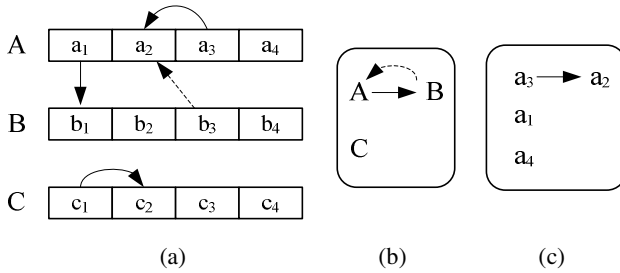 A a₁ a₂ a₃ a₄
B b₁ b₂ b₃ b₄
C c₁ c₂ c₃ c₄
(a)
A B
C
(b)
a₃ a₂
a₁
a₄
(c)